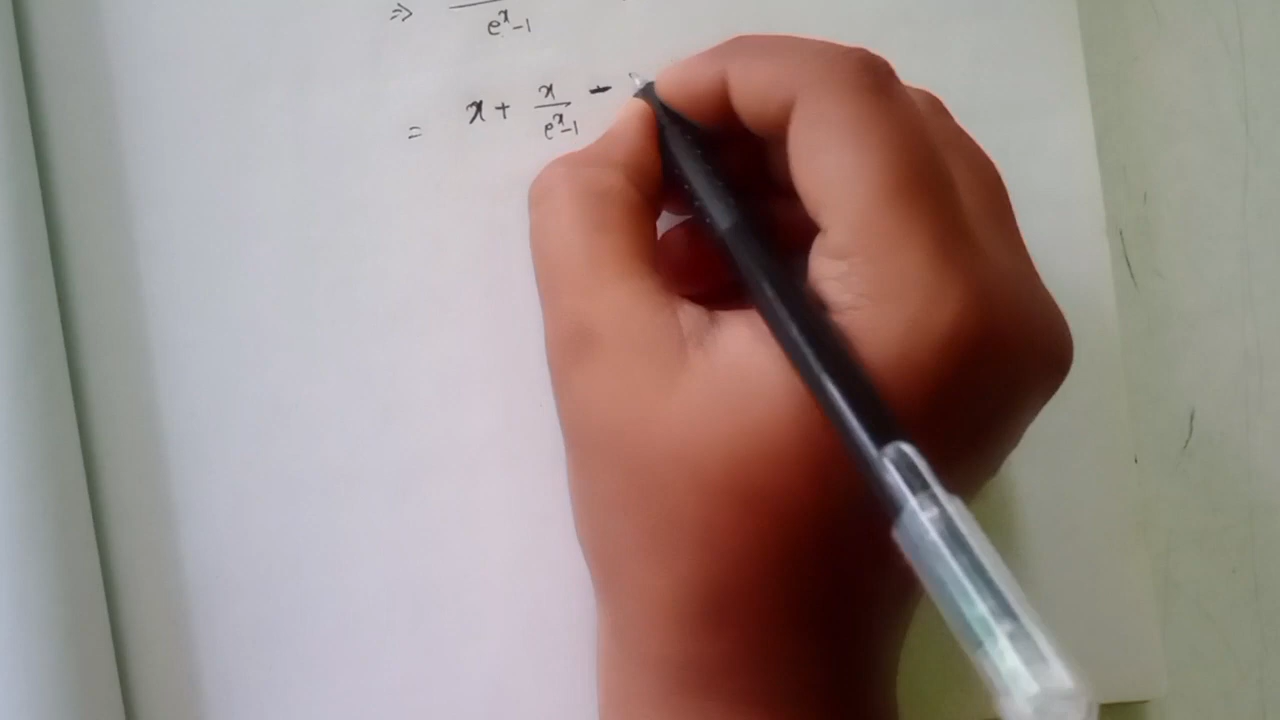 ⇒ ―/(e^x-1)
= x + x/(e^x-1) -